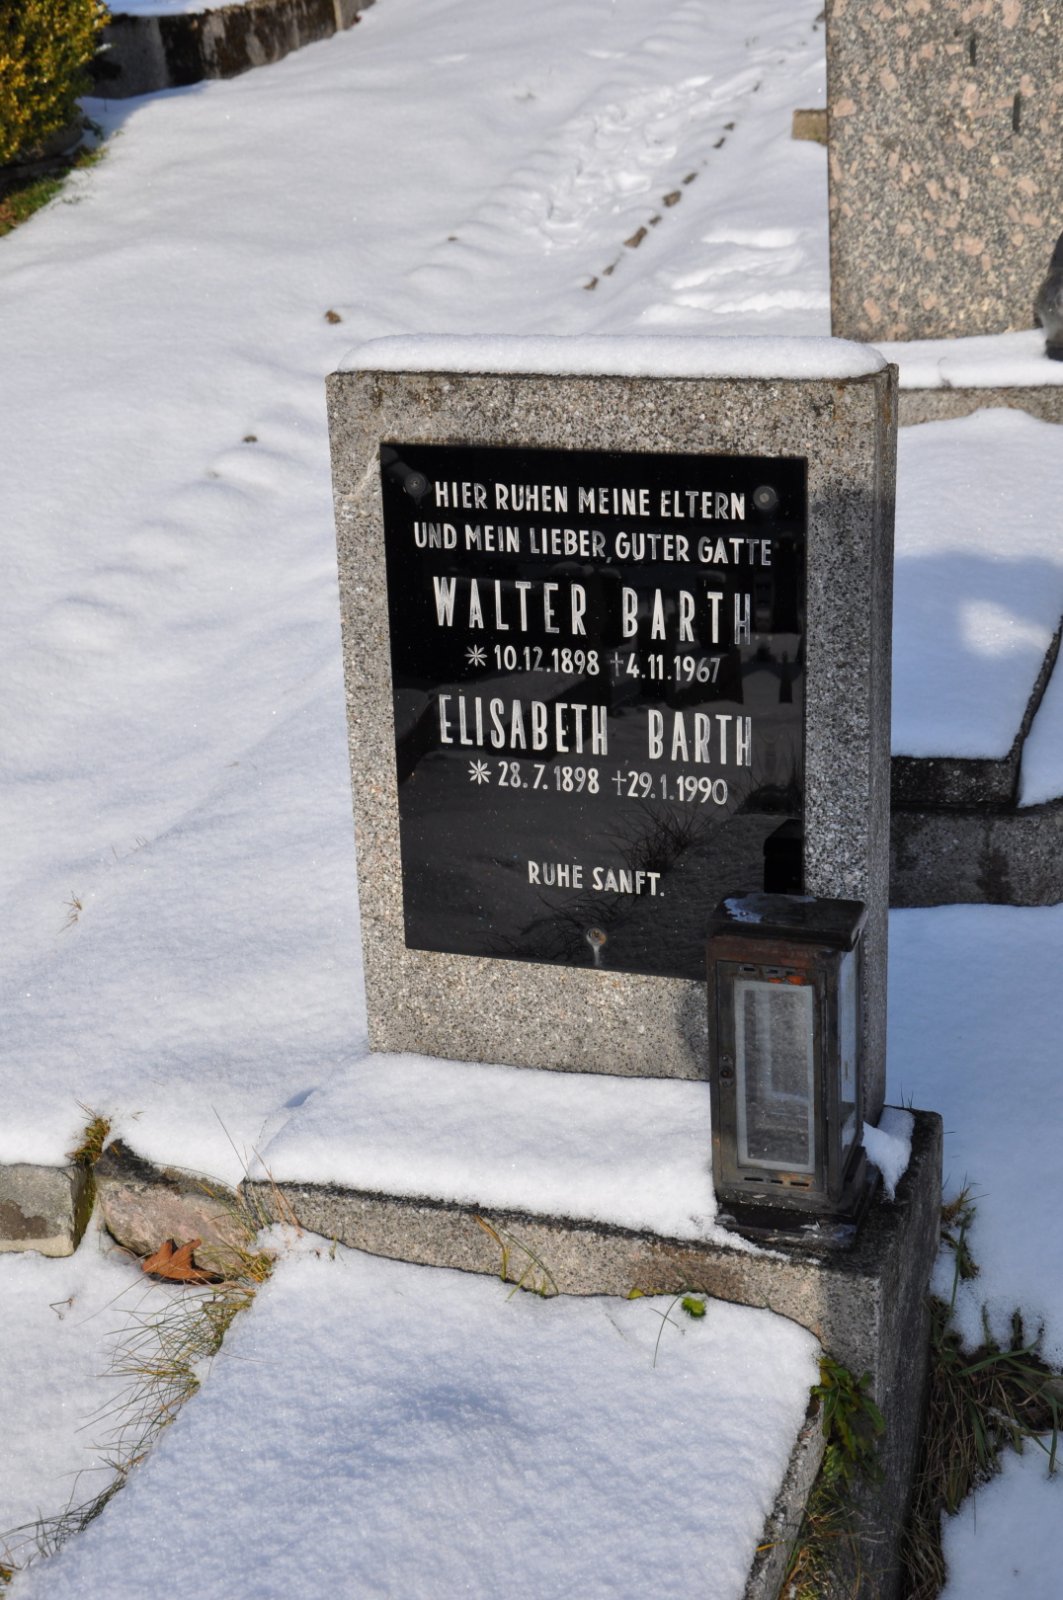 HIER RUHEN MEINE ELTERN
UND MEIN LIEBER, GUTER GATTE
WALTER BARTH
* 10.12.1898 † 4.11.1967
ELISABETH BARTH
* 28.7.1898 † 29.1.1990
RUHE SANFT.